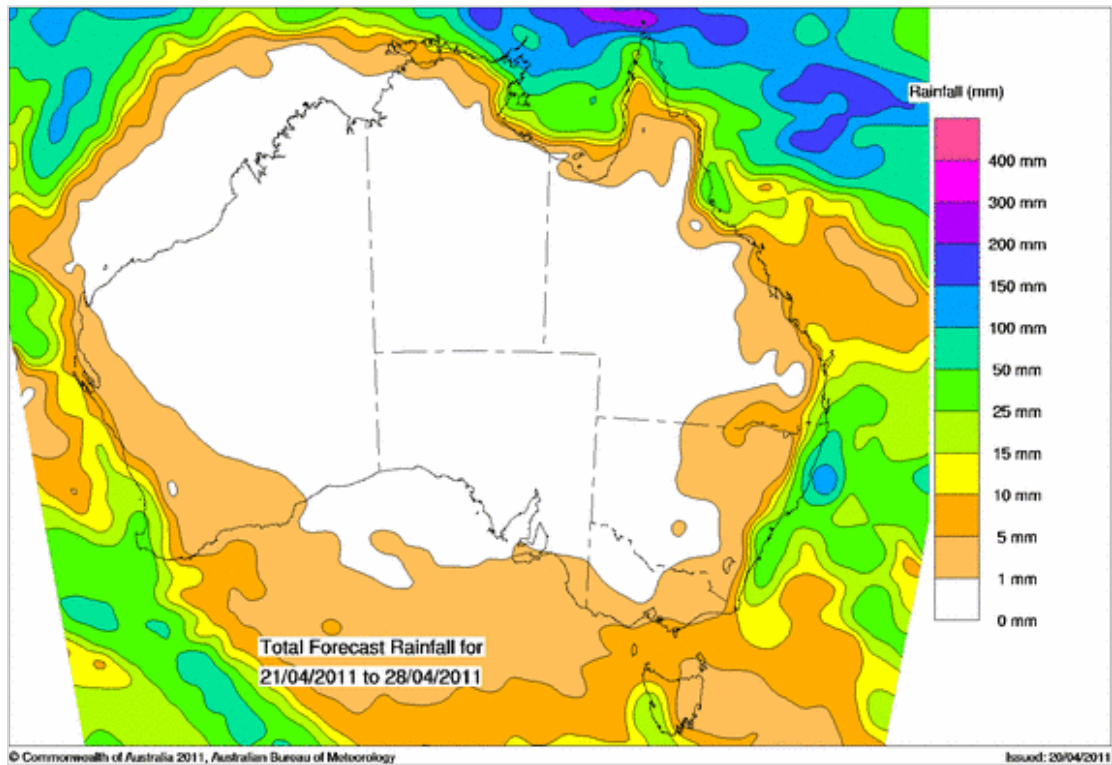 Rainfall (mm)
400 mm
300 mm
200 mm
150 mm
100 mm
50 mm
25 mm
15 mm
10 mm
5 mm
1 mm
0 mm
Total Forecast Rainfall for
21/04/2011 to 28/04/2011
© Commonwealth of Australia 2011, Australian Bureau of Meteorology
Issued: 20/04/2011